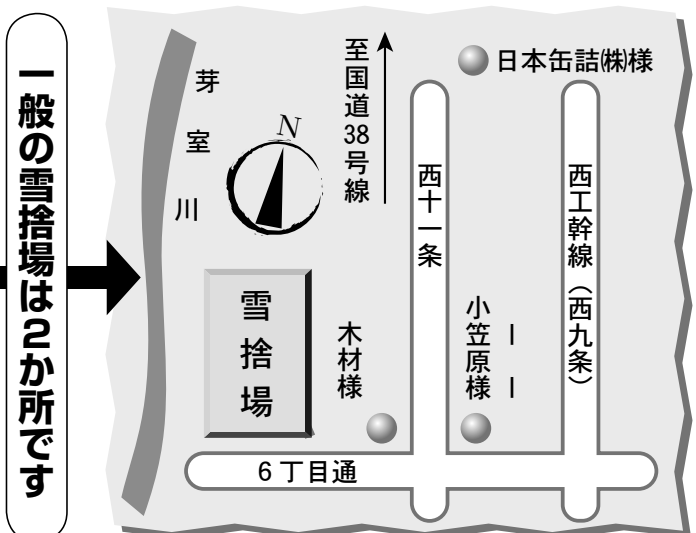 一般の雪捨場は2か所です
芽室川
N
至国道38号線
日本缶詰㈱様
西十一条
西工幹線(西九条)
雪捨場
木材様
小笠原様
6丁目通